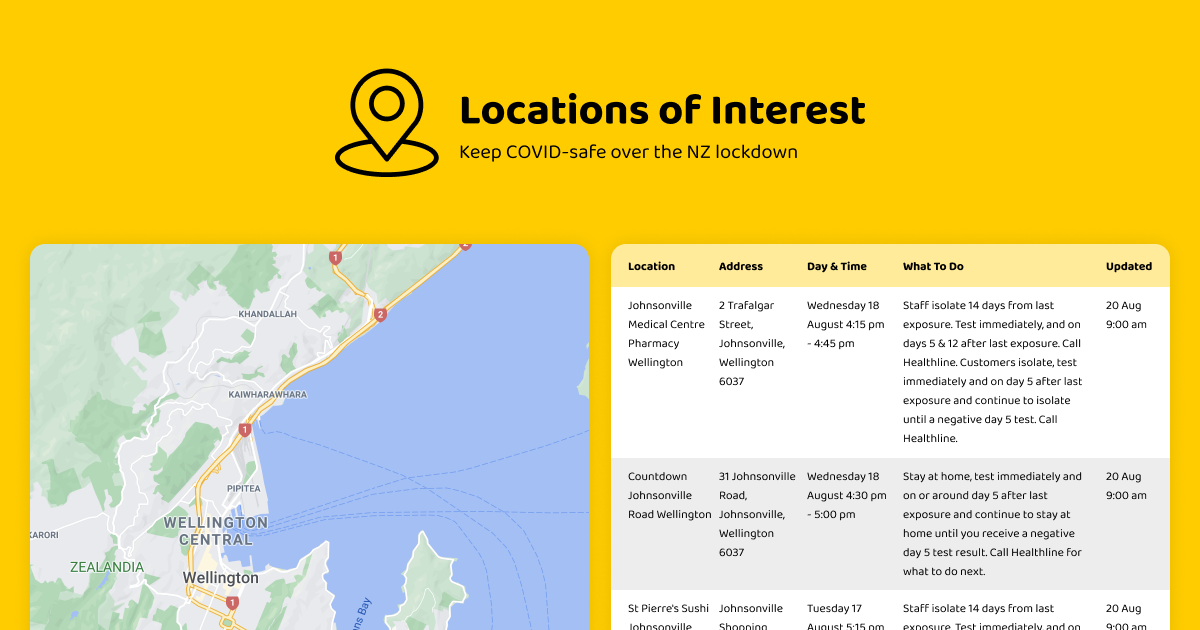 Locations of Interest
Keep COVID-safe over the NZ lockdown
1
2
2
KHANDALLAH
KAIWHARAWHARA
1
PIPITEA
WELLINGTON
CENTRAL
KARORI
ZEALANDIA
Wellington
1
ns Bay
Location Address Day & Time What To Do Updated
Johnsonville
Medical Centre
Pharmacy
Wellington
2 Trafalgar
Street,
Johnsonville,
Wellington
6037
Wednesday 18
August 4:15 pm
- 4:45 pm
Staff isolate 14 days from last
exposure. Test immediately, and on
days 5 & 12 after last exposure. Call
Healthline. Customers isolate, test
immediately and on day 5 after last
exposure and continue to isolate
until a negative day 5 test. Call
Healthline.
20 Aug
9:00 am
Countdown
Johnsonville
Road Wellington
31 Johnsonville
Road,
Johnsonville,
Wellington
6037
Wednesday 18
August 4:30 pm
- 5:00 pm
Stay at home, test immediately and
on or around day 5 after last
exposure and continue to stay at
home until you receive a negative
day 5 test result. Call Healthline for
what to do next.
20 Aug
9:00 am
St Pierre's Sushi
Johnsonville
Johnsonville
Shopping
Tuesday 17
August 5:15 pm
Staff isolate 14 days from last
exposure. Test immediately, and on
20 Aug
9:00 am